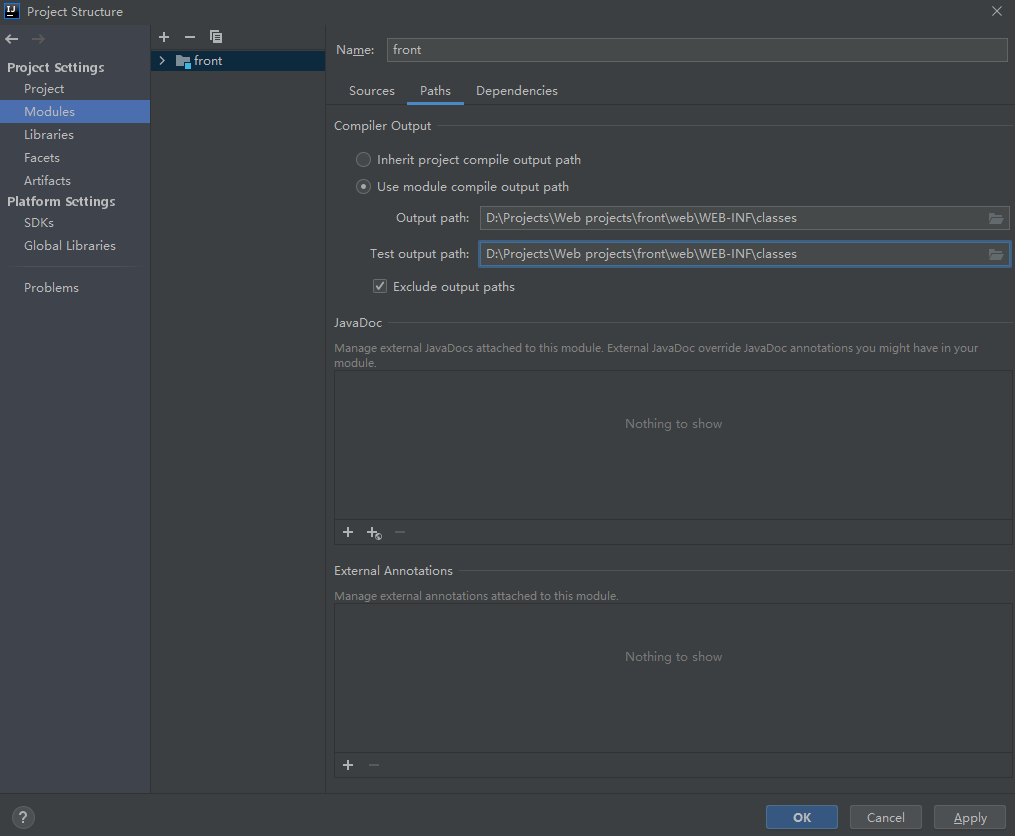 IJ Project Structure
Project Settings
Project
Modules
Libraries
Facets
Artifacts
Platform Settings
SDKs
Global Libraries
Problems
front
Name: front
Sources Paths Dependencies
Compiler Output
Inherit project compile output path
Use module compile output path
Output path: D:\Projects\Web projects\front\web\WEB-INF\classes
Test output path: D:\Projects\Web projects\front\web\WEB-INF\classes
Exclude output paths
JavaDoc
Manage external JavaDocs attached to this module. External JavaDoc override JavaDoc annotations you might have in your
module.
Nothing to show
External Annotations
Manage external annotations attached to this module.
Nothing to show
? OK Cancel Apply